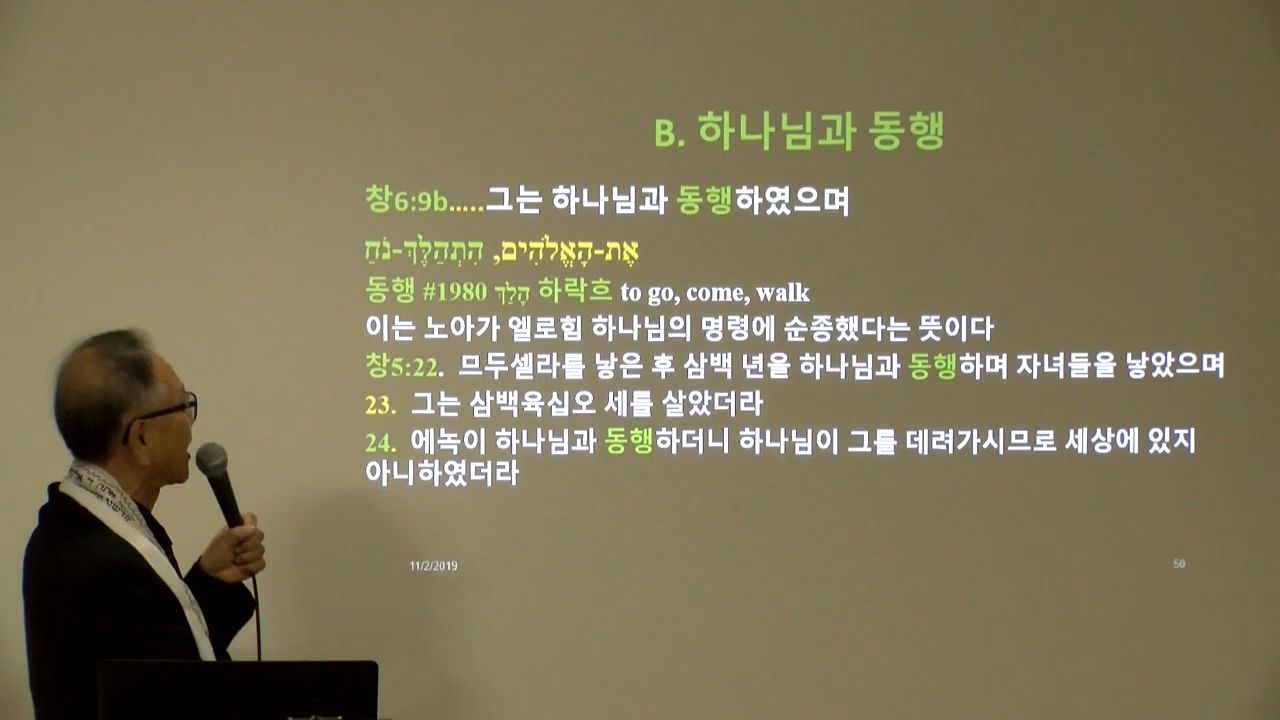 B. 하나님과 동행
창6:9b.....그는 하나님과 동행하였으며
אֶת-הָאֱלֹהִים, הִתְהַלֶּךְ-נֹחַ
동행 #1980 הָלַךְ 하락흐 to go, come, walk
이는 노아가 엘로힘 하나님의 명령에 순종했다는 뜻이다
창5:22. 므두셀라를 낳은 후 삼백 년을 하나님과 동행하며 자녀들을 낳았으며
23. 그는 삼백육십오 세를 살았더라
24. 에녹이 하나님과 동행하더니 하나님이 그를 데려가시므로 세상에 있지
아니하였더라
11/2/2019
50